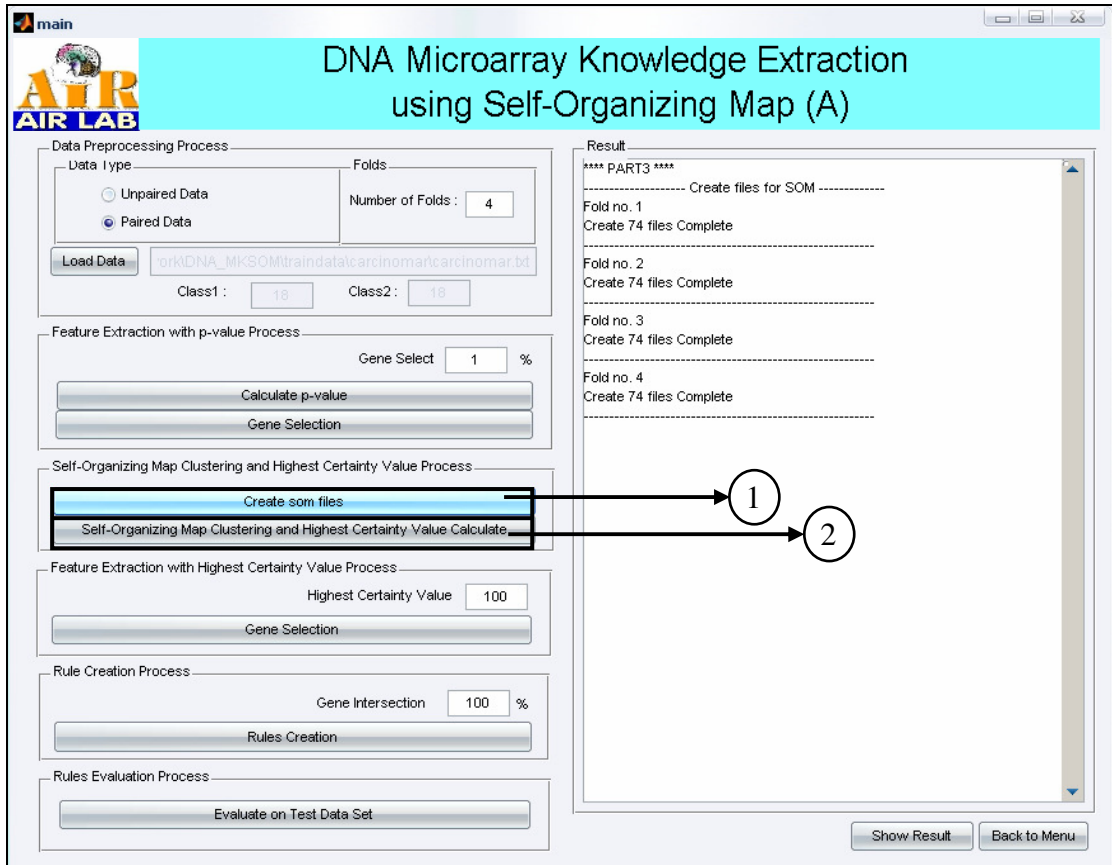 main
AIR
AIR LAB
DNA Microarray Knowledge Extraction
using Self-Organizing Map (A)
Data Preprocessing Process
Data Type
Unpaired Data
Paired Data
Folds
Number of Folds : 4
Load Data ork\DNA_MKSOM\traindata\carcinomar\carcinomar.txt
Class1 : 18 Class2 : 18
Feature Extraction with p-value Process
Gene Select 1 %
Calculate p-value
Gene Selection
Self-Organizing Map Clustering and Highest Certainty Value Process
Create som files
1
Self-Organizing Map Clustering and Highest Certainty Value Calculate
2
Feature Extraction with Highest Certainty Value Process
Highest Certainty Value 100
Gene Selection
Rule Creation Process
Gene Intersection 100 %
Rules Creation
Rules Evaluation Process
Evaluate on Test Data Set
Result
**** PART3 ****
-------------------- Create files for SOM -------------
Fold no. 1
Create 74 files Complete
---------------------------------------------------------
Fold no. 2
Create 74 files Complete
---------------------------------------------------------
Fold no. 3
Create 74 files Complete
---------------------------------------------------------
Fold no. 4
Create 74 files Complete
---------------------------------------------------------
Show Result
Back to Menu